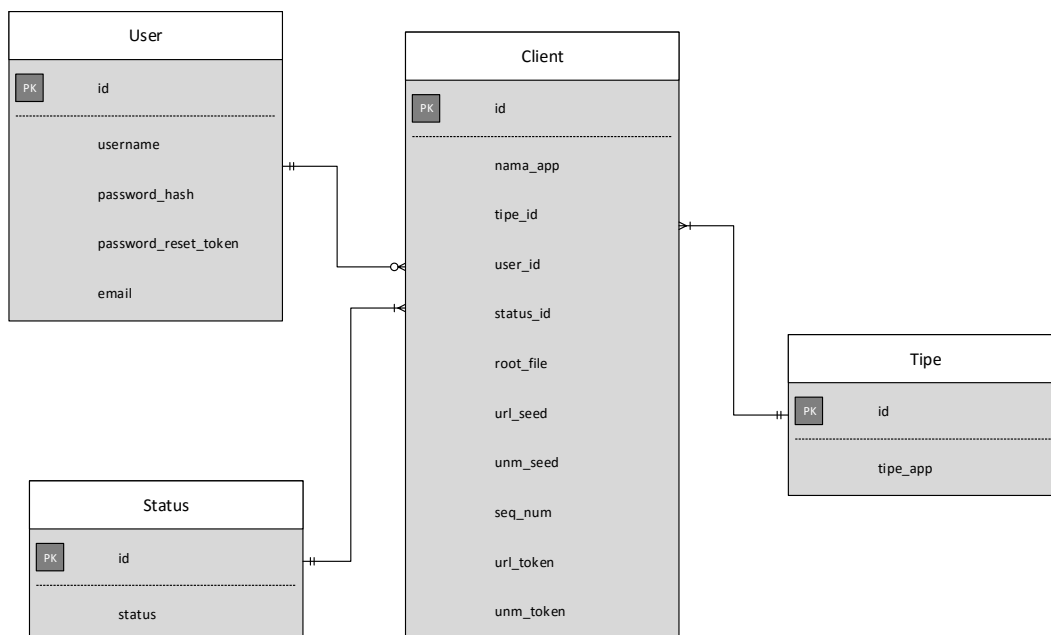 User
PK id
username
password_hash
password_reset_token
email
Client
PK id
nama_app
tipe_id
user_id
status_id
root_file
url_seed
unm_seed
seq_num
url_token
unm_token
Tipe
PK id
tipe_app
Status
PK id
status